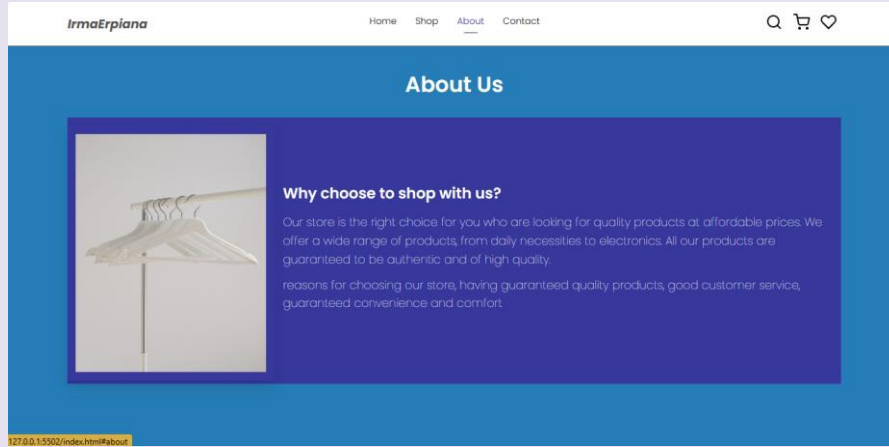 IrmaErpiana
Home Shop About Contact
About Us
Why choose to shop with us?
Our store is the right choice for you who are looking for quality products at affordable prices. We
offer a wide range of products, from daily necessities to electronics. All our products are
guaranteed to be authentic and of high quality.
reasons for choosing our store, having guaranteed quality products, good customer service,
guaranteed convenience and comfort
127.0.0.1:5502/index.html#about